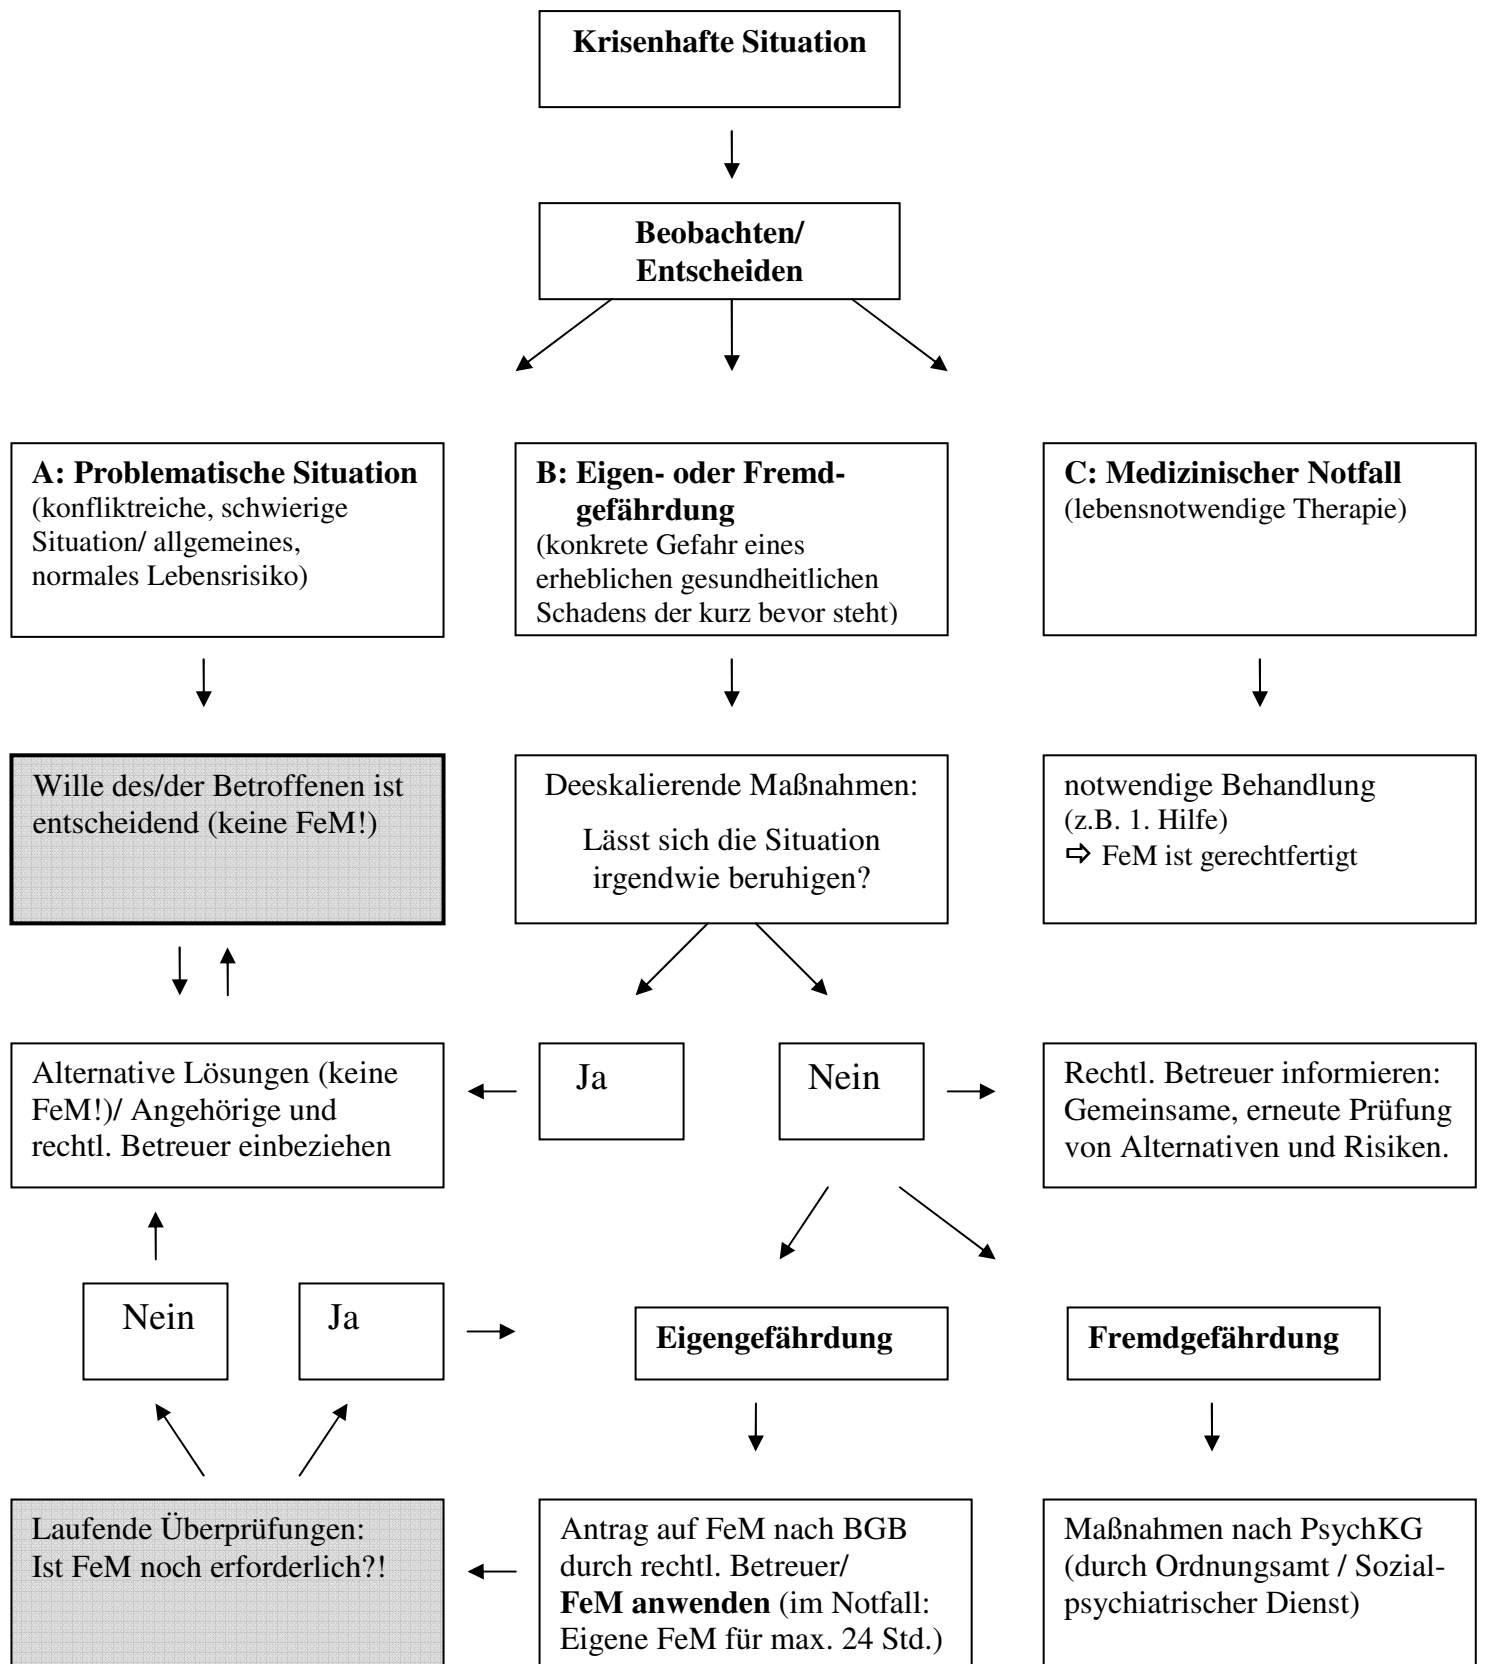 Krisenhafte Situation
Beobachten/
Entscheiden
A: Problematische Situation
(konfliktreiche, schwierige
Situation/ allgemeines,
normales Lebensrisiko)
B: Eigen- oder Fremd-
gefährdung
(konkrete Gefahr eines
erheblichen gesundheitlichen
Schadens der kurz bevor steht)
C: Medizinischer Notfall
(lebensnotwendige Therapie)
Wille des/der Betroffenen ist
entscheidend (keine FeM!)
Deeskalierende Maßnahmen:
Lässt sich die Situation
irgendwie beruhigen?
notwendige Behandlung
(z.B. 1. Hilfe)
⇨ FeM ist gerechtfertigt
Alternative Lösungen (keine
FeM!)/ Angehörige und
rechtl. Betreuer einbeziehen
Ja
Nein
Rechtl. Betreuer informieren:
Gemeinsame, erneute Prüfung
von Alternativen und Risiken.
Nein
Ja
Eigengefährdung
Fremdgefährdung
Laufende Überprüfungen:
Ist FeM noch erforderlich?!
Antrag auf FeM nach BGB
durch rechtl. Betreuer/
FeM anwenden (im Notfall:
Eigene FeM für max. 24 Std.)
Maßnahmen nach PsychKG
(durch Ordnungsamt / Sozial-
psychiatrischer Dienst)